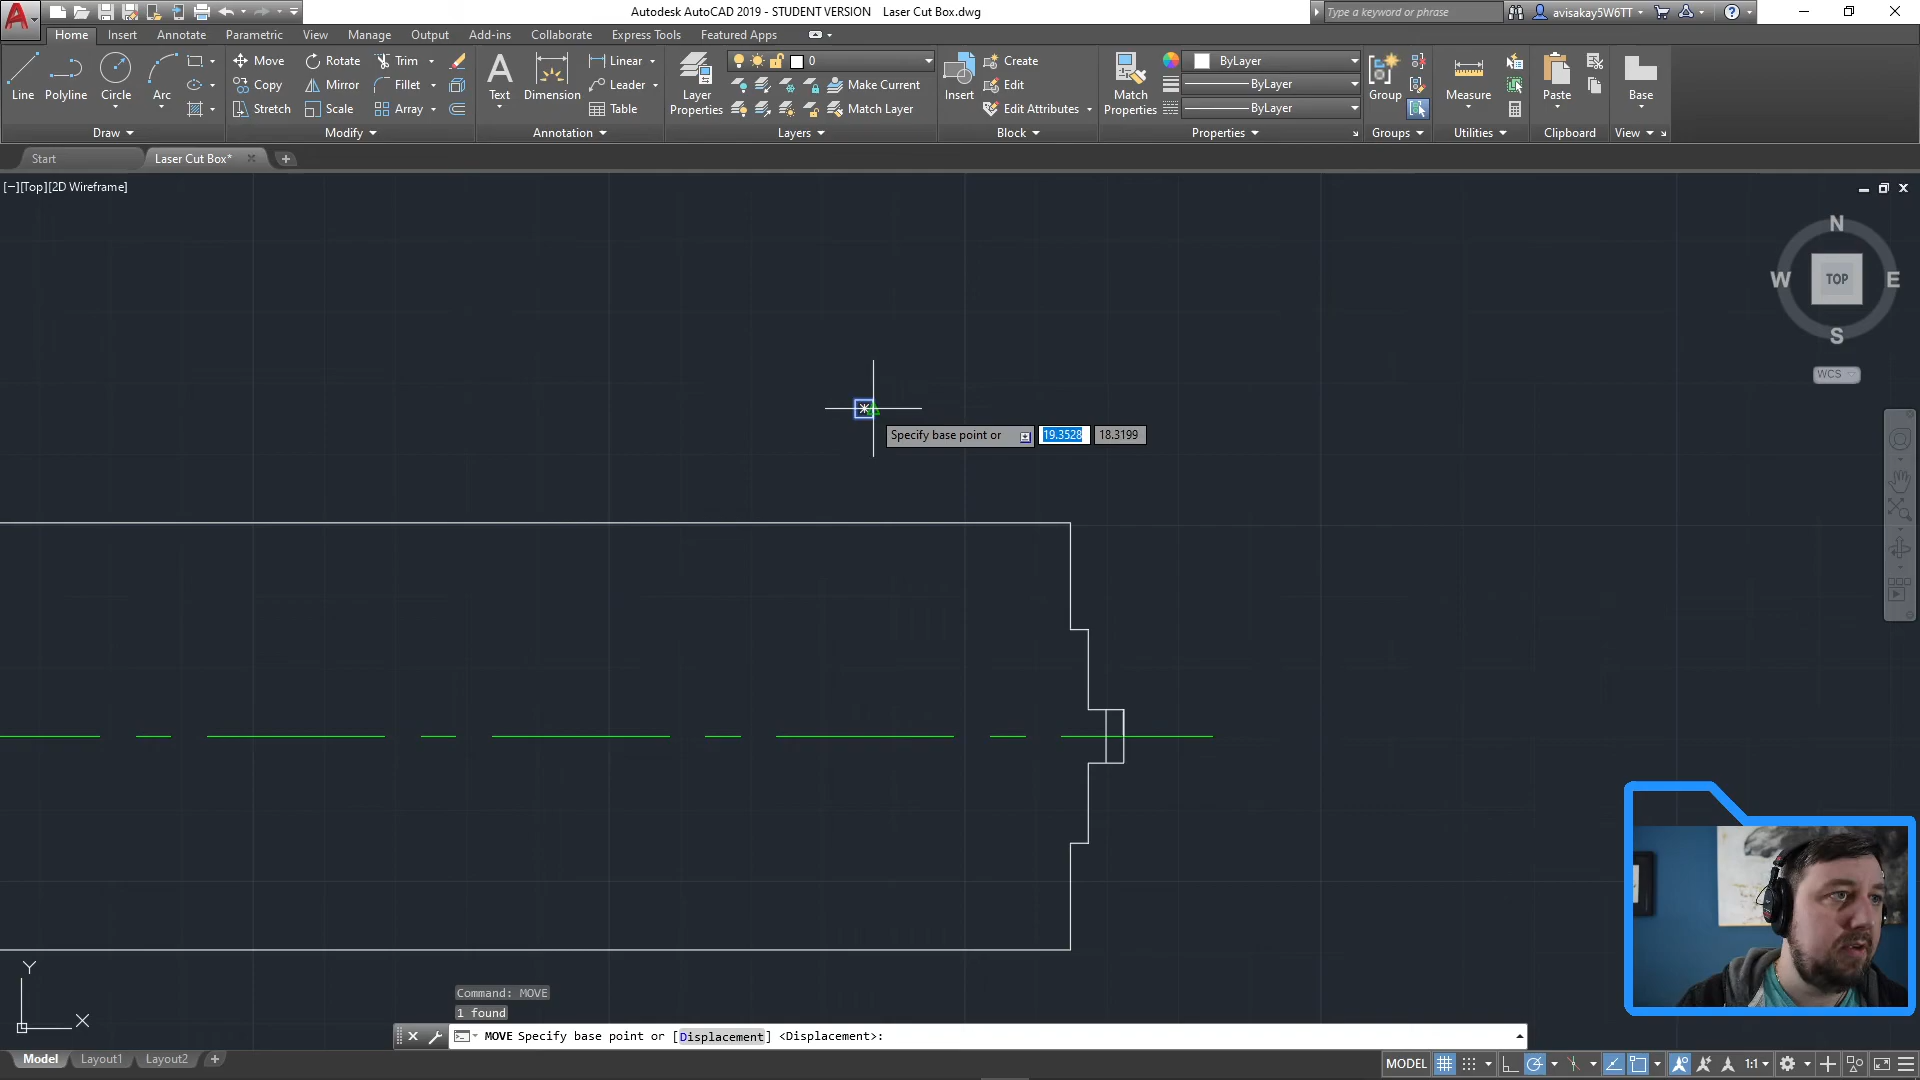 Autodesk AutoCAD 2019 - STUDENT VERSION Laser Cut Box.dwg
Type a keyword or phrase
avisakay5W6TT
Home Insert Annotate Parametric View Manage Output Add-ins Collaborate Express Tools Featured Apps
Line Polyline Circle Arc
Move Rotate Trim
Copy Mirror Fillet
Stretch Scale Array
Text Dimension
Linear
Leader
Table
Layer Properties
0
Make Current
Match Layer
Insert
Create
Edit
Edit Attributes
Match Properties
ByLayer
ByLayer
ByLayer
Group
Measure
Paste
Base
Draw Modify Annotation Layers Block Properties Groups Utilities Clipboard View
Start Laser Cut Box*
[−][Top][2D Wireframe]
N
W TOP E
S
WCS
Specify base point or 19.3528 18.3199
Y
X
Command: MOVE
1 found
MOVE Specify base point or [Displacement] <Displacement>:
Model Layout1 Layout2
MODEL 1:1